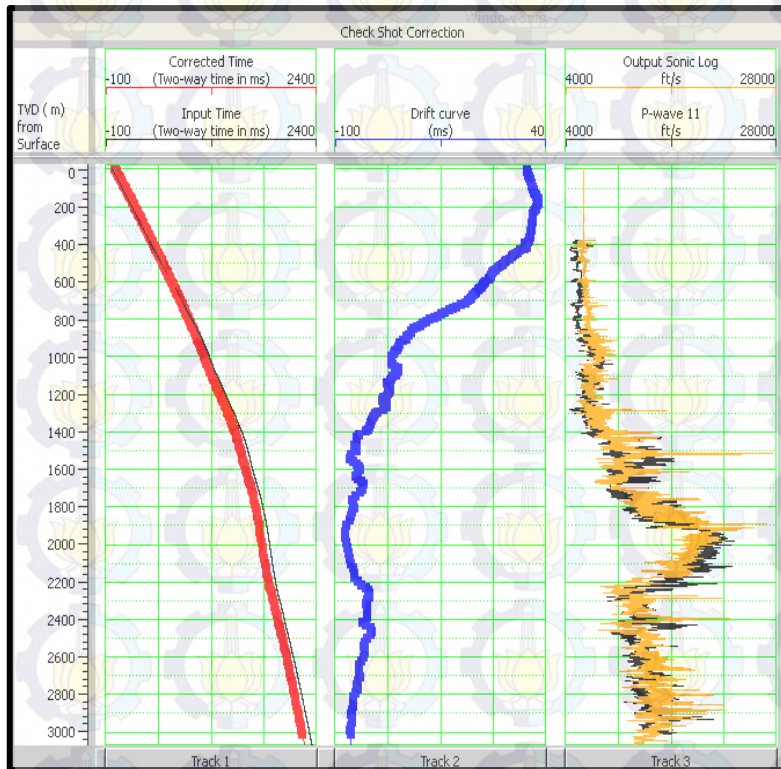 Check Shot Correction
TVD ( m )
from
Surface
Corrected Time
-100 (Two-way time in ms) 2400
Input Time
-100 (Two-way time in ms) 2400
Drift curve
-100 (ms) 40
Output Sonic Log
4000 ft/s 28000
P-wave 11
4000 ft/s 28000
0
200
400
600
800
1000
1200
1400
1600
1800
2000
2200
2400
2600
2800
3000
Track 1
Track 2
Track 3